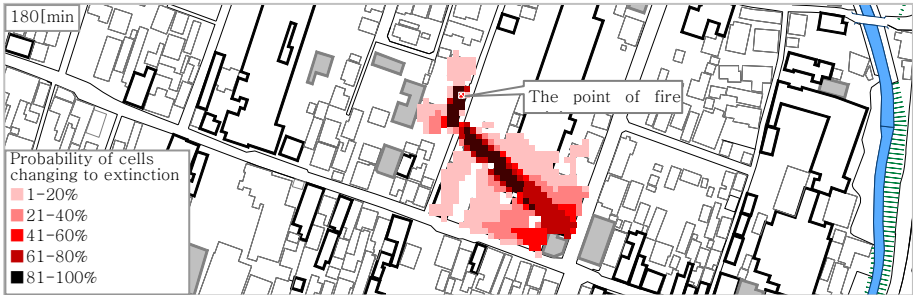 180[min
The point of fire
Probability of cells
changing to extinction
1-20%
21-40%
41-60%
61-80%
81-100%